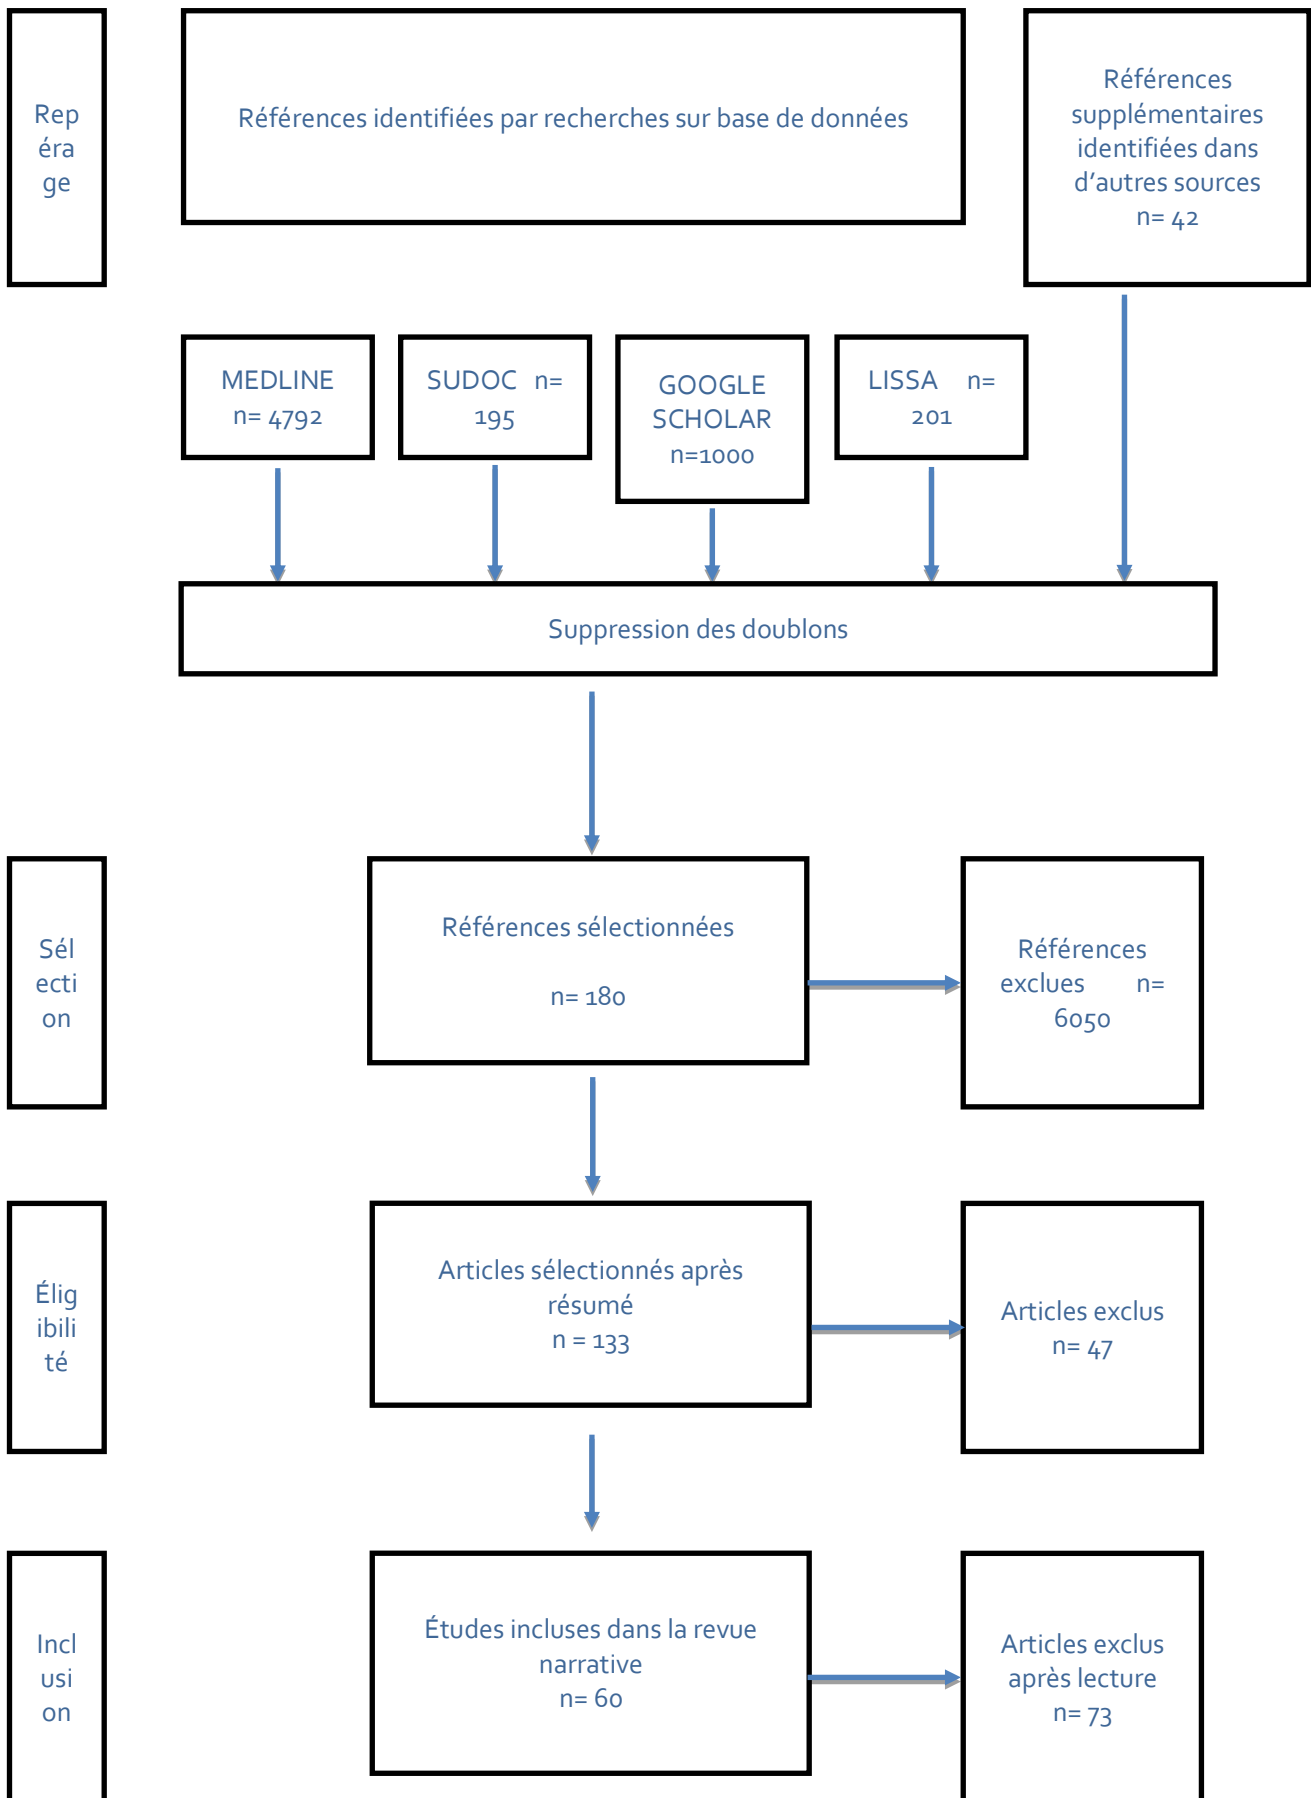 Rep
éra
ge
Références identifiées par recherches sur base de données
Références
supplémentaires
identifiées dans
d’autres sources
n= 42
MEDLINE
n= 4792
SUDOC n=
195
GOOGLE
SCHOLAR
n=1000
LISSA n=
201
Suppression des doublons
Sél
ecti
on
Références sélectionnées
n= 180
Références
exclues n=
6050
Élig
ibili
té
Articles sélectionnés après
résumé
n = 133
Articles exclus
n= 47
Incl
usi
on
Études incluses dans la revue
narrative
n= 60
Articles exclus
après lecture
n= 73